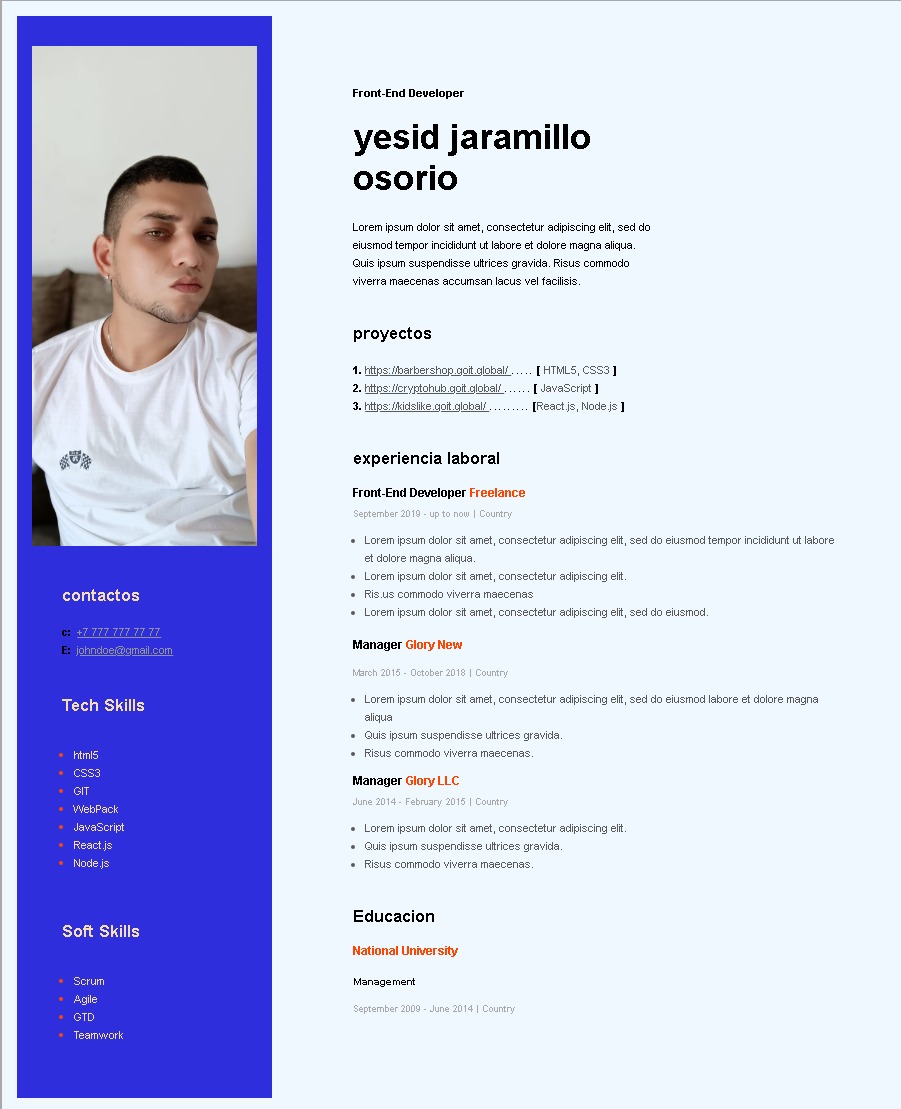 Front-End Developer
yesid jaramillo
osorio
Lorem ipsum dolor sit amet, consectetur adipiscing elit, sed do
eiusmod tempor incididunt ut labore et dolore magna aliqua.
Quis ipsum suspendisse ultrices gravida. Risus commodo
viverra maecenas accumsan lacus vel facilisis.
proyectos
1. https://barbershop.goit.global/ ..... [ HTML5, CSS3 ]
2. https://cryptohub.goit.global/ ...... [ JavaScript ]
3. https://kidslike.goit.global/ ......... [React.js, Node.js ]
experiencia laboral
Front-End Developer Freelance
September 2019 - up to now | Country
• Lorem ipsum dolor sit amet, consectetur adipiscing elit, sed do eiusmod tempor incididunt ut labore
et dolore magna aliqua.
• Lorem ipsum dolor sit amet, consectetur adipiscing elit.
• Ris.us commodo viverra maecenas
• Lorem ipsum dolor sit amet, consectetur adipiscing elit, sed do eiusmod.
Manager Glory New
March 2015 - October 2018 | Country
• Lorem ipsum dolor sit amet, consectetur adipiscing elit, sed do eiusmod labore et dolore magna
aliqua
• Quis ipsum suspendisse ultrices gravida.
• Risus commodo viverra maecenas.
Manager Glory LLC
June 2014 - February 2015 | Country
• Lorem ipsum dolor sit amet, consectetur adipiscing elit.
• Quis ipsum suspendisse ultrices gravida.
• Risus commodo viverra maecenas.
Educacion
National University
Management
September 2009 - June 2014 | Country
contactos
c: +7 777 777 77 77
E: johndoe@gmail.com
Tech Skills
• html5
• CSS3
• GIT
• WebPack
• JavaScript
• React.js
• Node.js
Soft Skills
• Scrum
• Agile
• GTD
• Teamwork